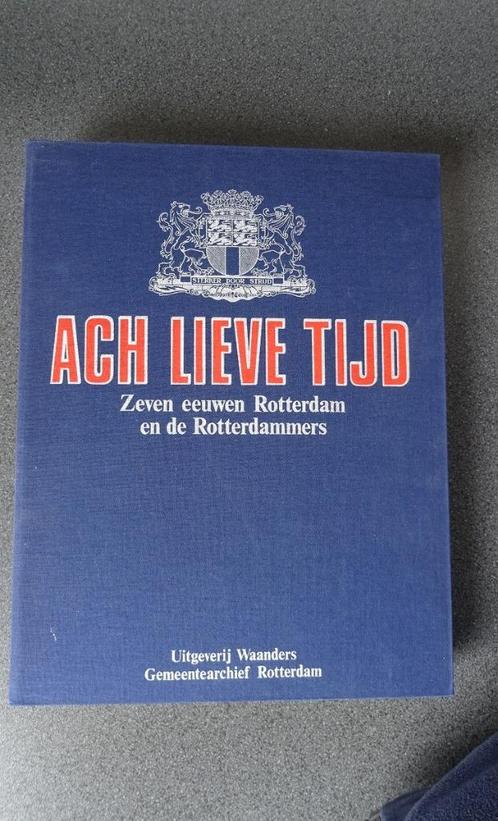 STERKER DOOR STRIJD
ACH LIEVE TIJD
Zeven eeuwen Rotterdam
en de Rotterdammers
Uitgeverij Waanders
Gemeentearchief Rotterdam